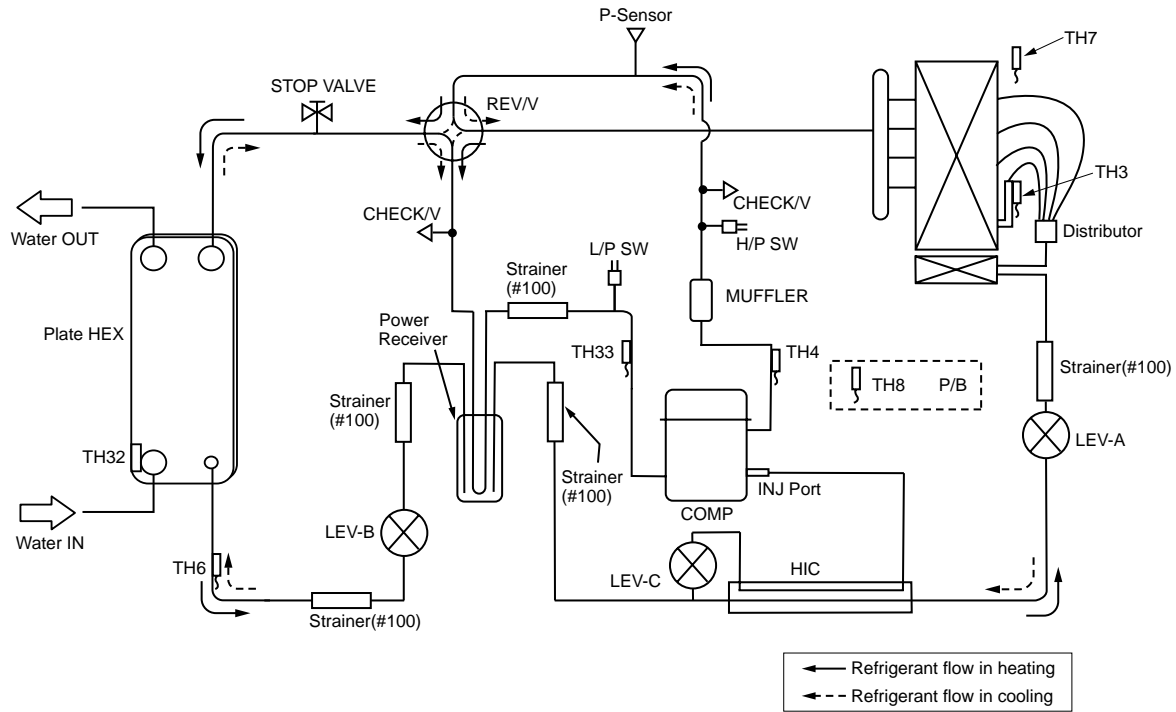 P-Sensor
TH7
STOP VALVE
REV/V
TH3
CHECK/V
Water OUT
CHECK/V
H/P SW
Distributor
L/P SW
Strainer
(#100)
MUFFLER
Plate HEX
Power
Receiver
TH33
TH4
Strainer(#100)
TH8 P/B
Strainer
(#100)
LEV-A
TH32
Strainer
(#100)
INJ Port
COMP
Water IN
LEV-B
TH6
LEV-C
HIC
Strainer(#100)
Refrigerant flow in heating
Refrigerant flow in cooling